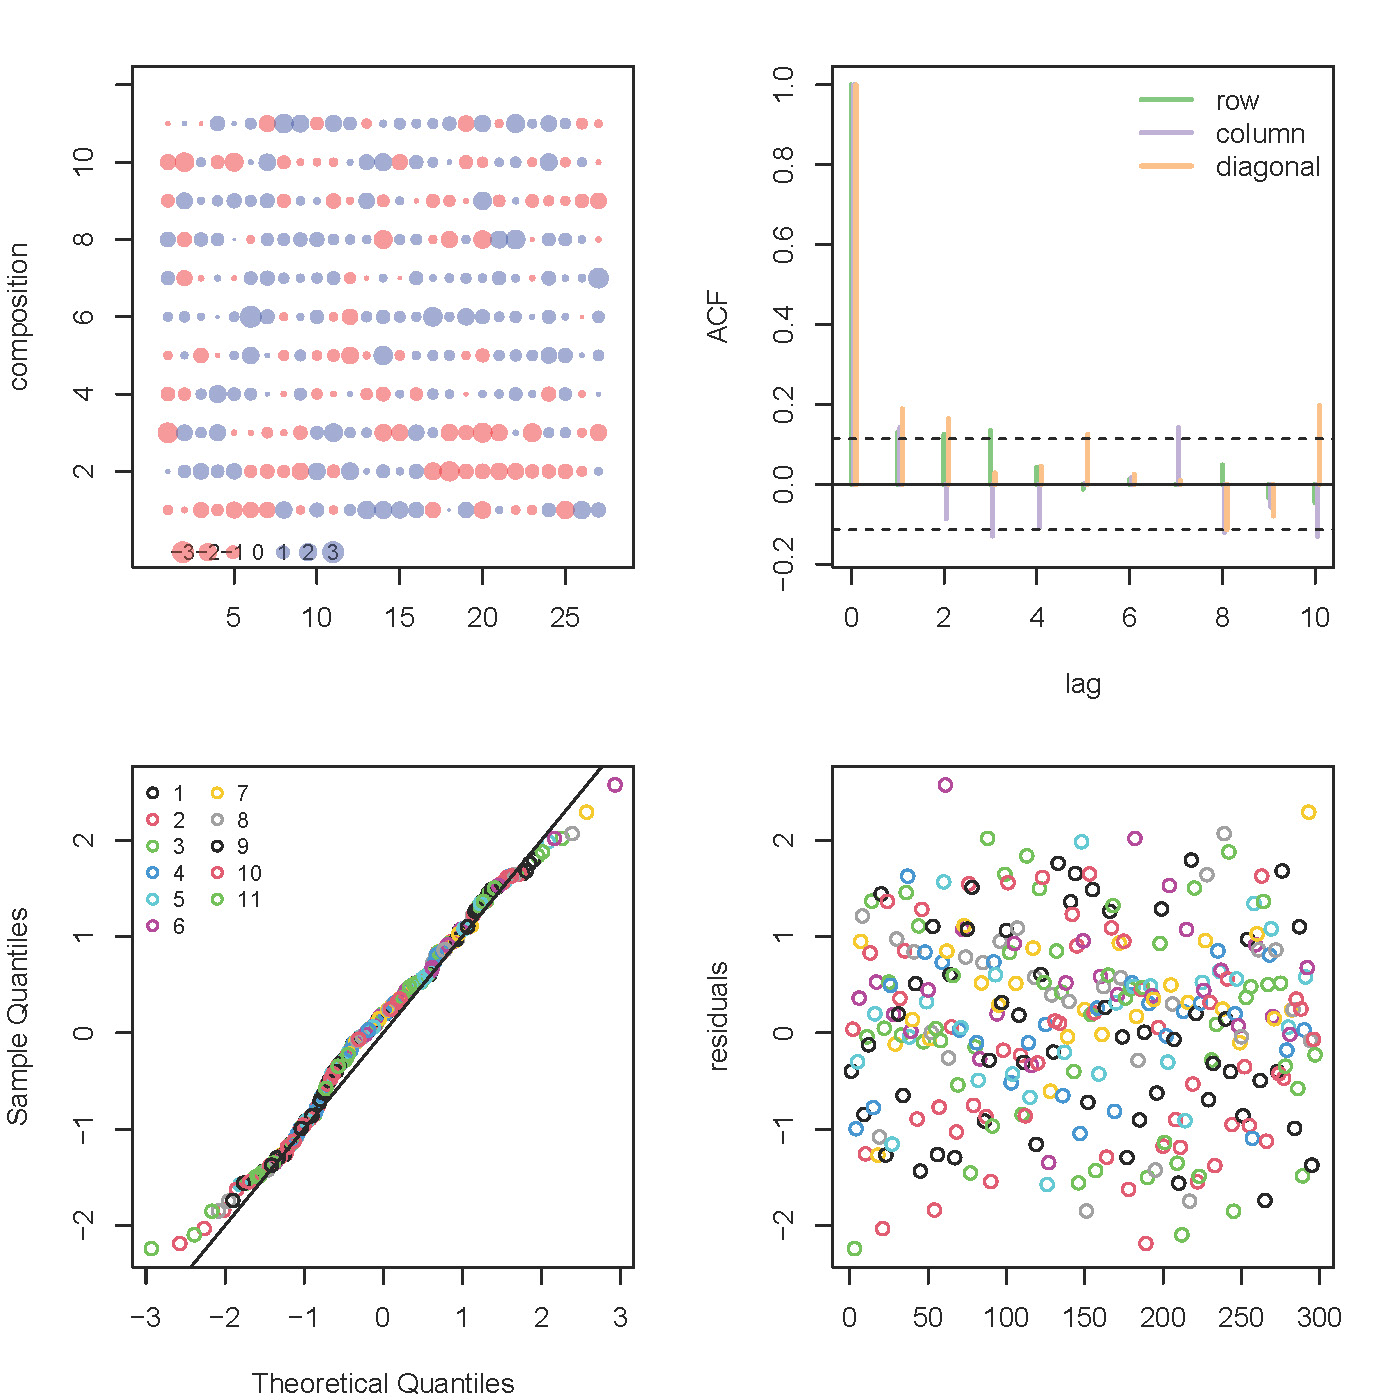 composition
10
8
6
4
2
−3 −2 −1 0 1 2 3
5 10 15 20 25
ACF
1.0
0.8
0.6
0.4
0.2
0.0
−0.2
row
column
diagonal
0 2 4 6 8 10
lag
Sample Quantiles
2
1
0
−1
−2
1 7
2 8
3 9
4 10
5 11
6
−3 −2 −1 0 1 2 3
Theoretical Quantiles
residuals
2
1
0
−1
−2
0 50 100 150 200 250 300